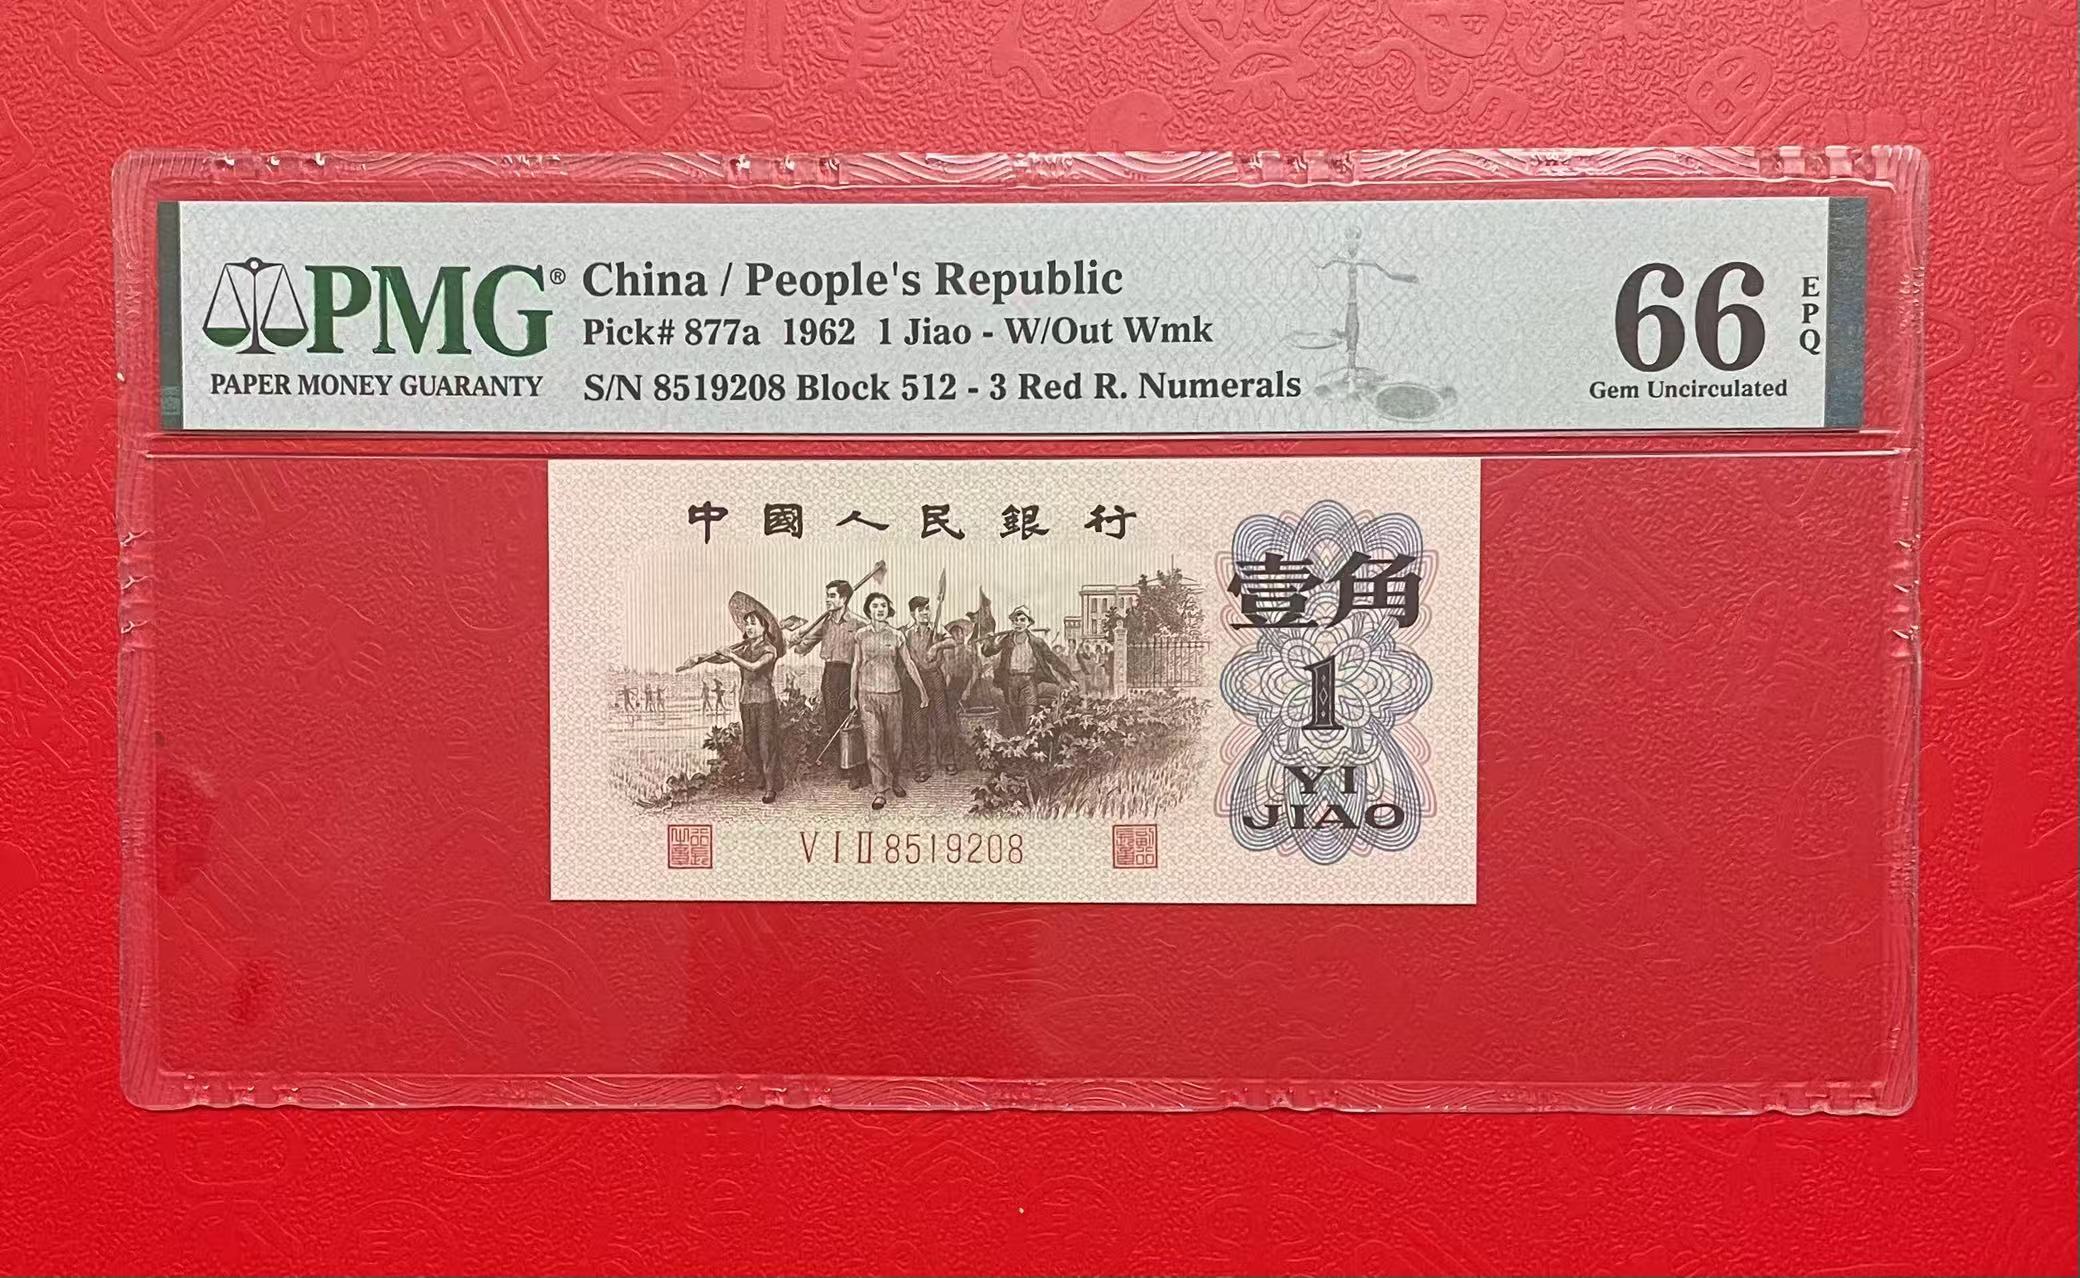 PMG®
PAPER MONEY GUARANTY
China / People's Republic
Pick# 877a 1962 1 Jiao - W/Out Wmk
S/N 8519208 Block 512 - 3 Red R. Numerals
66
EPQ
Gem Uncirculated
中國人民銀行
壹角
1
YI
JIAO
V I II 8519208